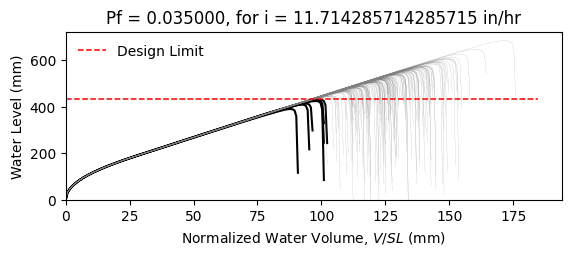 Pf = 0.035000, for i = 11.714285714285715 in/hr
Design Limit
Water Level (mm)
600
400
200
0
0 25 50 75 100 125 150 175
Normalized Water Volume, V/SL (mm)